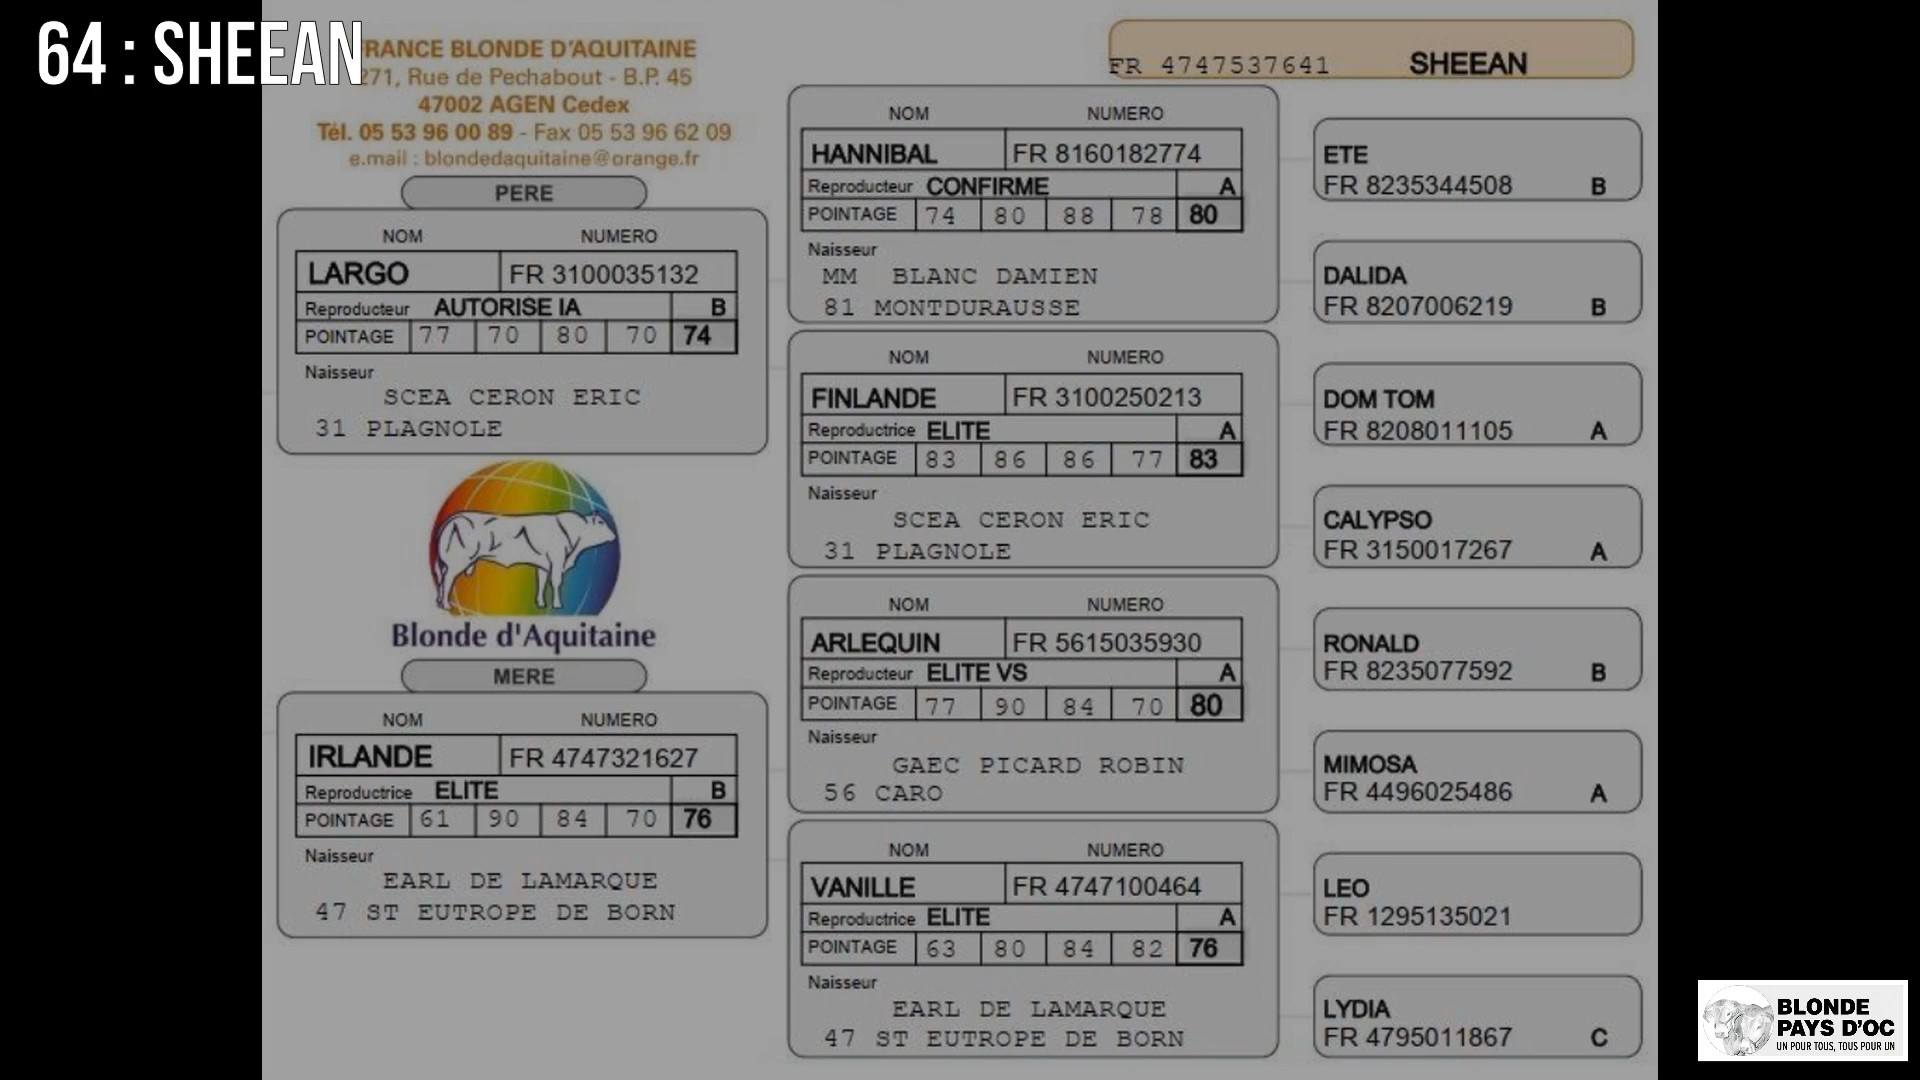 64 : SHEEAN
FRANCE BLONDE D'AQUITAINE
271, Rue de Pechabout - B.P. 45
47002 AGEN Cedex
Tél. 05 53 96 00 89 - Fax 05 53 96 62 09
e.mail : blondedaquitaine@orange.fr
FR 4747537641 SHEEAN
PERE
NOM NUMERO
LARGO FR 3100035132
Reproducteur AUTORISE IA B
POINTAGE 77 70 80 70 74
Naisseur
SCEA CERON ERIC
31 PLAGNOLE
Blonde d'Aquitaine
MERE
NOM NUMERO
IRLANDE FR 4747321627
Reproductrice ELITE B
POINTAGE 61 90 84 70 76
Naisseur
EARL DE LAMARQUE
47 ST EUTROPE DE BORN
NOM NUMERO
HANNIBAL FR 8160182774
Reproducteur CONFIRME A
POINTAGE 74 80 88 78 80
Naisseur
MM BLANC DAMIEN
81 MONTDURAUSSE
NOM NUMERO
FINLANDE FR 3100250213
Reproductrice ELITE A
POINTAGE 83 86 86 77 83
Naisseur
SCEA CERON ERIC
31 PLAGNOLE
NOM NUMERO
ARLEQUIN FR 5615035930
Reproducteur ELITE VS A
POINTAGE 77 90 84 70 80
Naisseur
GAEC PICARD ROBIN
56 CARO
NOM NUMERO
VANILLE FR 4747100464
Reproductrice ELITE A
POINTAGE 63 80 84 82 76
Naisseur
EARL DE LAMARQUE
47 ST EUTROPE DE BORN
ETE
FR 8235344508 B
DALIDA
FR 8207006219 B
DOM TOM
FR 8208011105 A
CALYPSO
FR 3150017267 A
RONALD
FR 8235077592 B
MIMOSA
FR 4496025486 A
LEO
FR 1295135021
LYDIA
FR 4795011867 C
BLONDE
PAYS D'OC
UN POUR TOUS, TOUS POUR UN